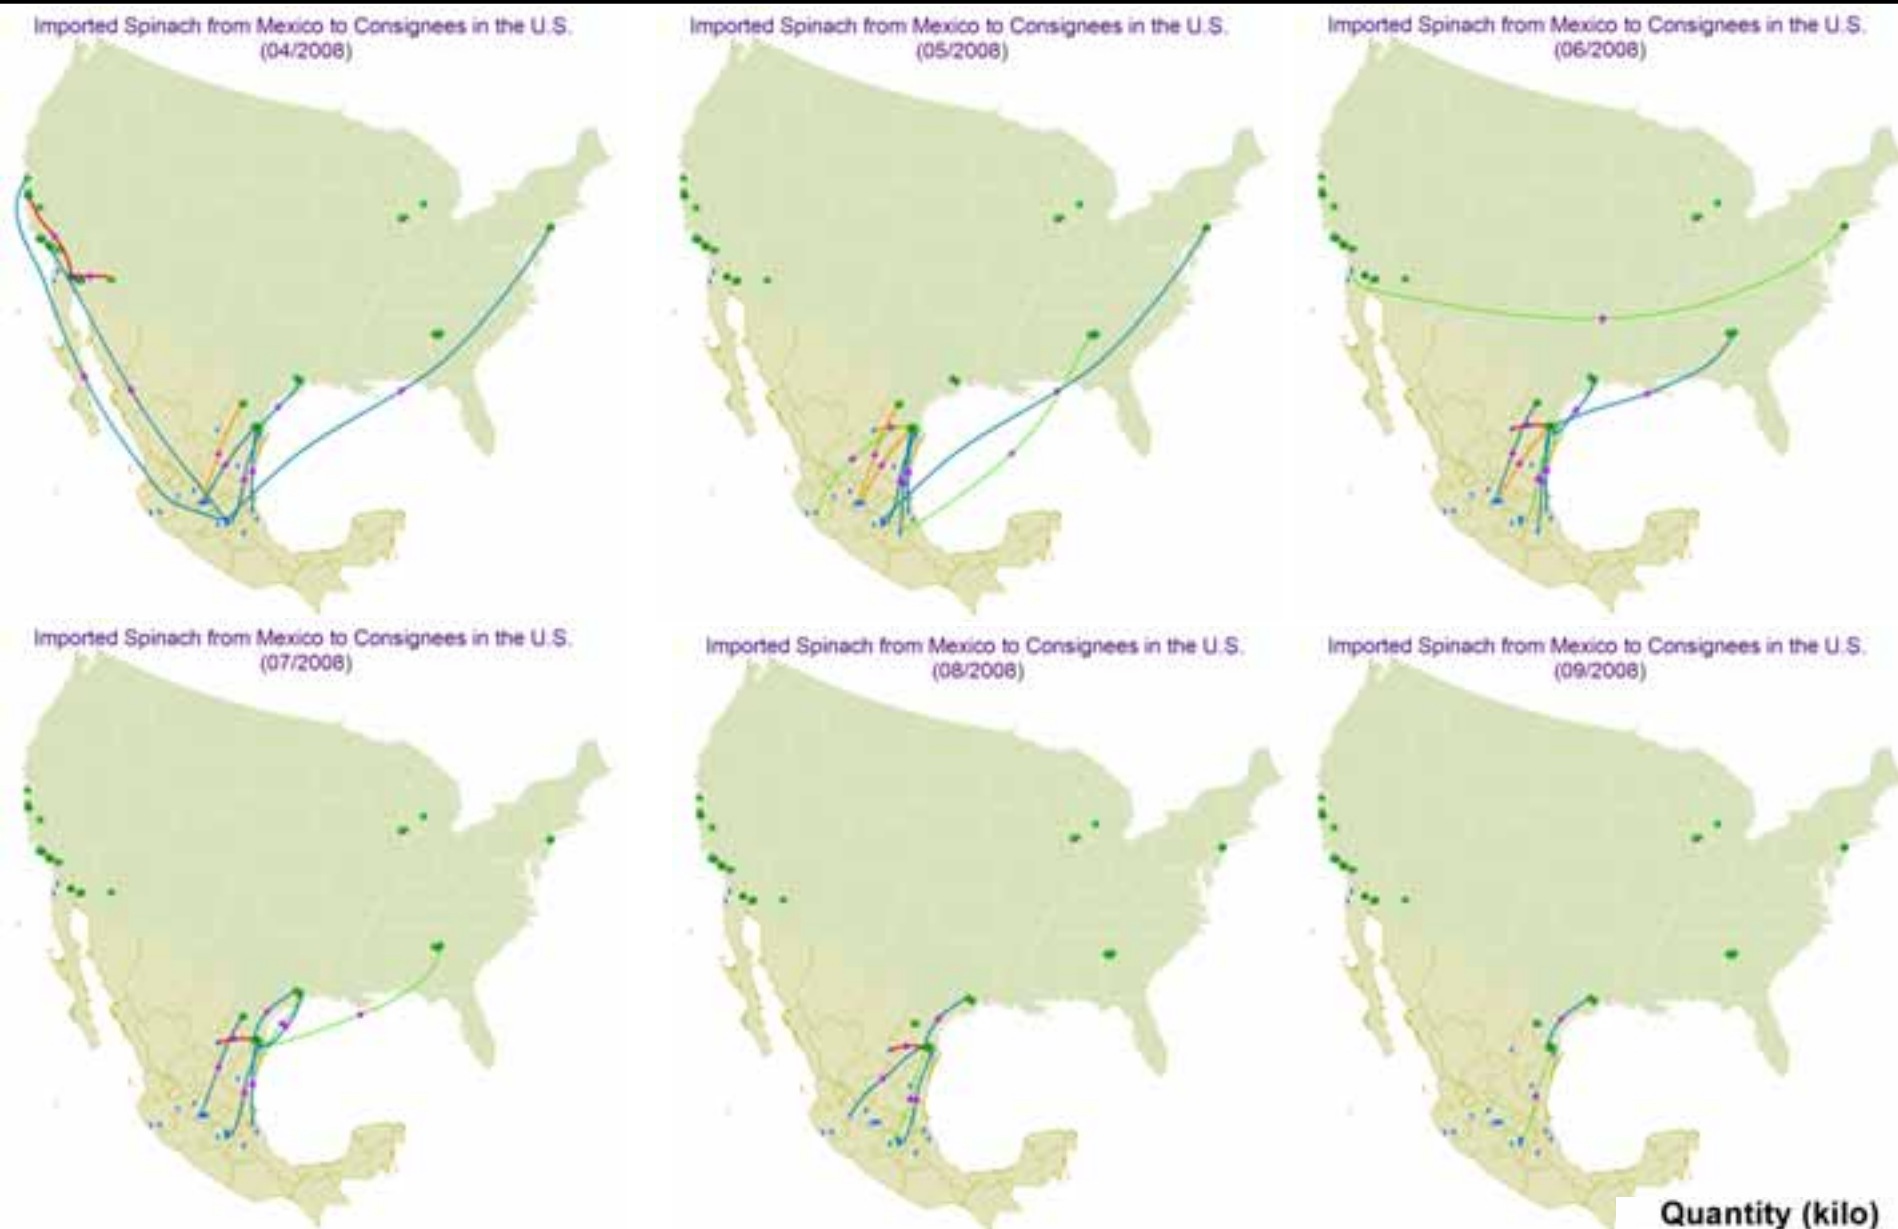 Imported Spinach from Mexico to Consignees in the U.S.
(04/2008)
Imported Spinach from Mexico to Consignees in the U.S.
(05/2008)
Imported Spinach from Mexico to Consignees in the U.S.
(06/2008)
Imported Spinach from Mexico to Consignees in the U.S.
(07/2008)
Imported Spinach from Mexico to Consignees in the U.S.
(08/2008)
Imported Spinach from Mexico to Consignees in the U.S.
(09/2008)
Quantity (kilo)